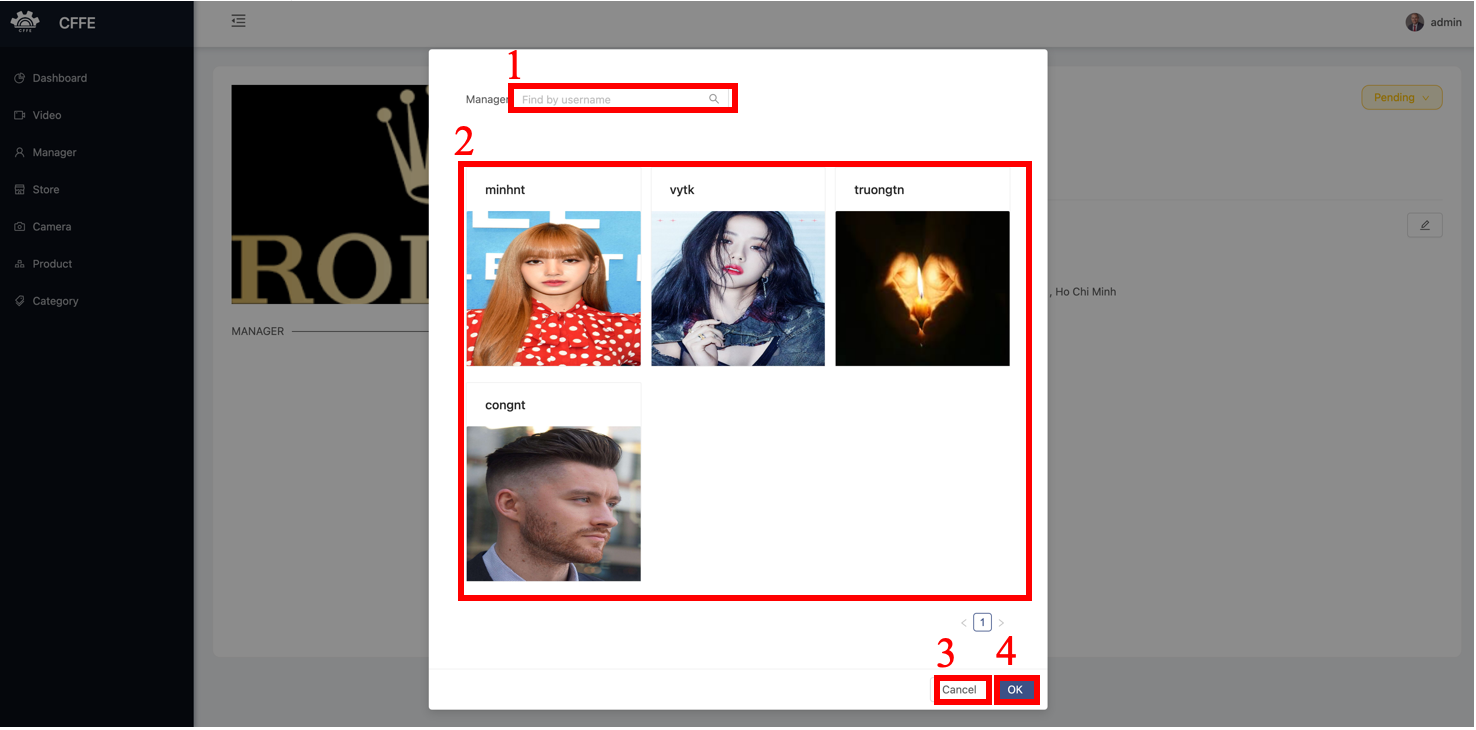 CFFE
CFFE
admin
Dashboard
Video
Manager
Store
Camera
Product
Category
MANAGER
Pending
, Ho Chi Minh
1
Manager
Find by username
2
minhnt
vytk
truongtn
congnt
1
3
4
Cancel
OK